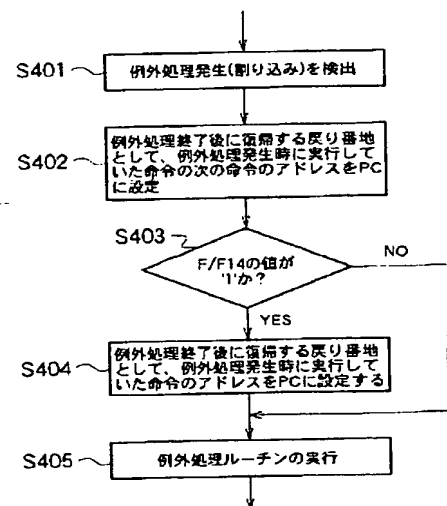 S401
例外処理発生(割り込み)を検出
S402
例外処理終了後に復帰する戻り番地
として、例外処理発生時に実行して
いた命令の次の命令のアドレスをPC
に設定
S403
F/F14の値が
'1'か?
NO
YES
S404
例外処理終了後に復帰する戻り番地
として、例外処理発生時に実行して
いた命令のアドレスをPCに設定する
S405
例外処理ルーチンの実行